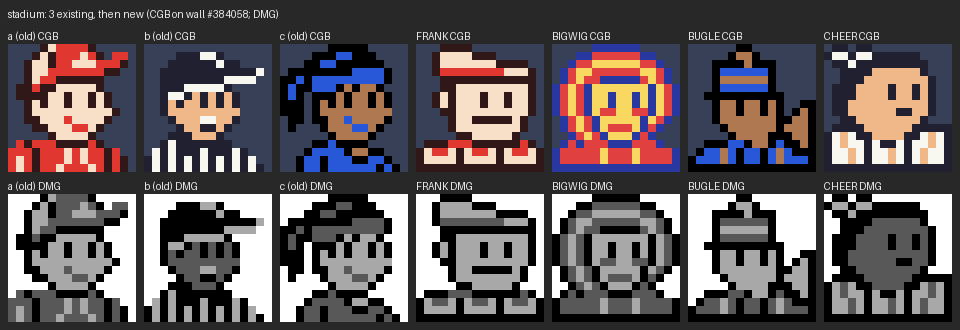 stadium: 3 existing, then new (CGB on wall #384058; DMG)
a (old) CGB b (old) CGB c (old) CGB FRANK CGB BIGWIG CGB BUGLE CGB CHEER CGB
a (old) DMG b (old) DMG c (old) DMG FRANK DMG BIGWIG DMG BUGLE DMG CHEER DMG